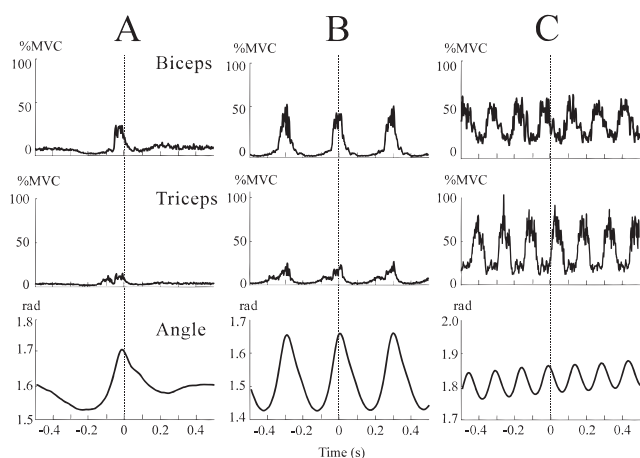 A B C
%MVC %MVC %MVC
100 Biceps 100 100
50 50 50
0 0 0
%MVC %MVC %MVC
100 Triceps 100 100
50 50 50
0 0 0
rad rad rad
1.8 Angle 1.7 2.0
1.7 1.6 1.9
1.6 1.5 1.8
1.5 1.4 1.7
-0.4 -0.2 0 0.2 0.4 -0.4 -0.2 0 0.2 0.4 -0.4 -0.2 0 0.2 0.4
Time (s)